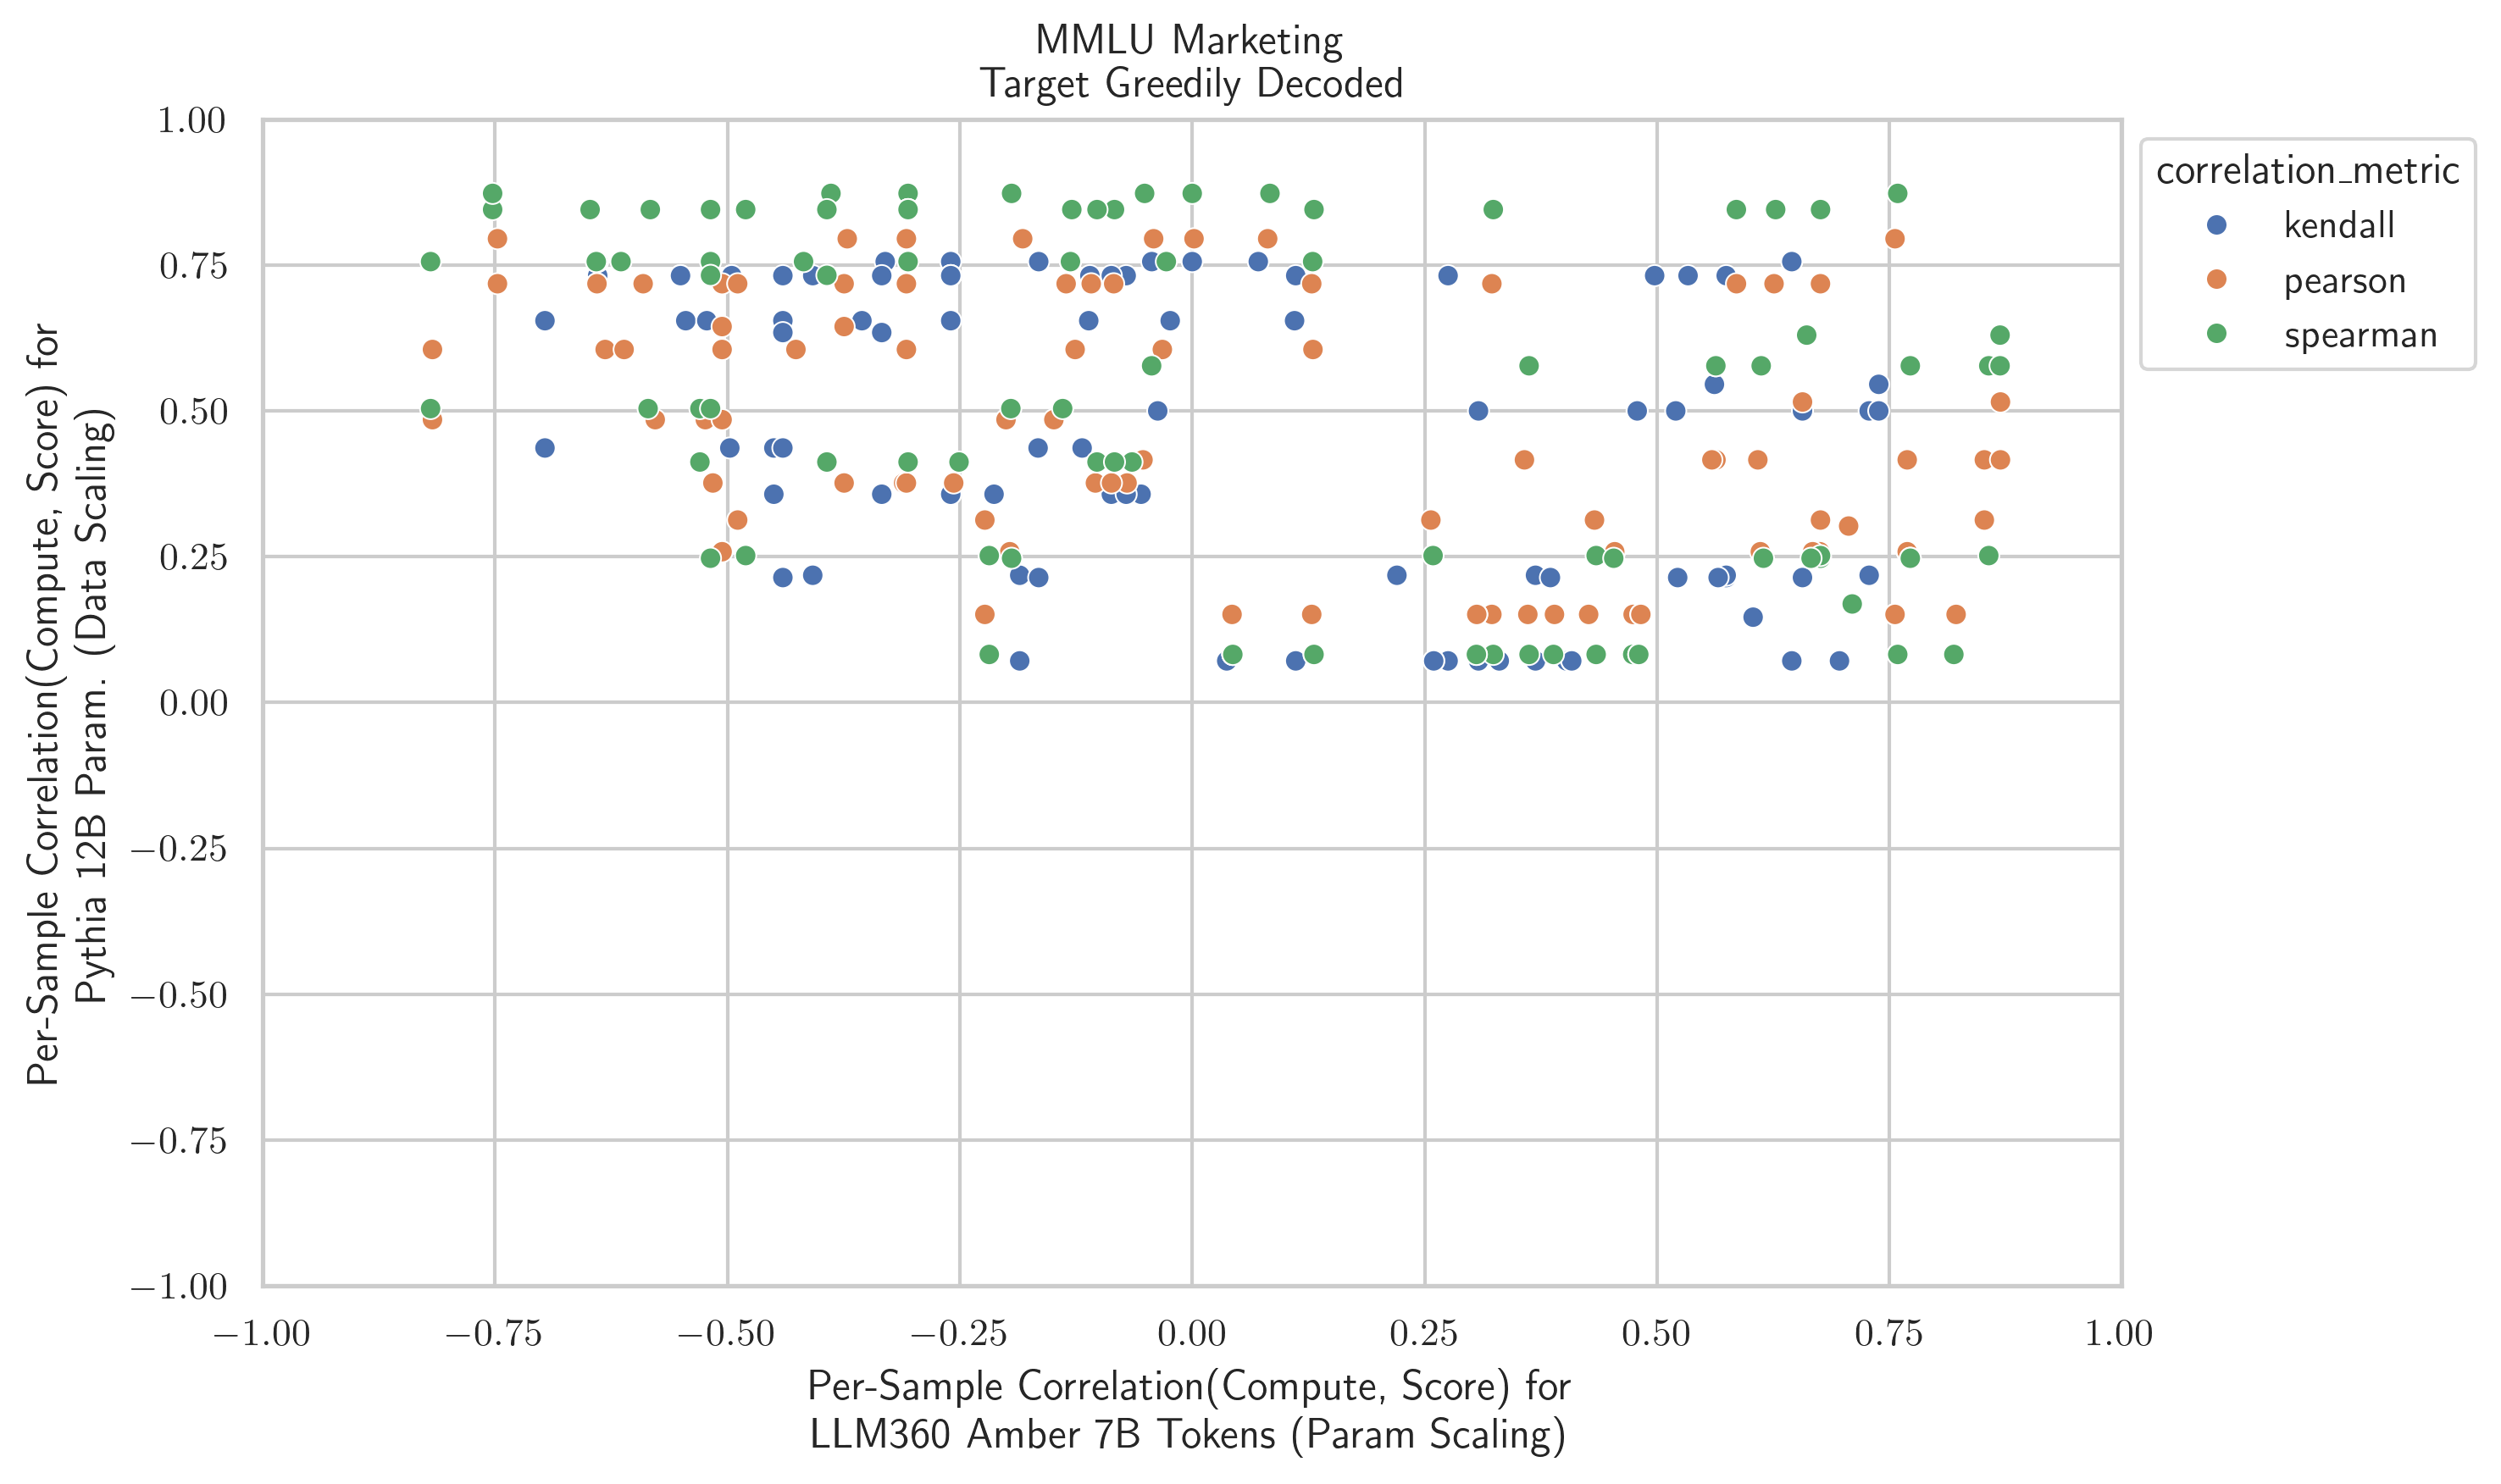 MMLU Marketing
Target Greedily Decoded
Per-Sample Correlation(Compute, Score) for
Pythia 12B Param. (Data Scaling)
1.00
0.75
0.50
0.25
0.00
−0.25
−0.50
−0.75
−1.00
−1.00 −0.75 −0.50 −0.25 0.00 0.25 0.50 0.75 1.00
Per-Sample Correlation(Compute, Score) for
LLM360 Amber 7B Tokens (Param Scaling)
correlation_metric
kendall
pearson
spearman